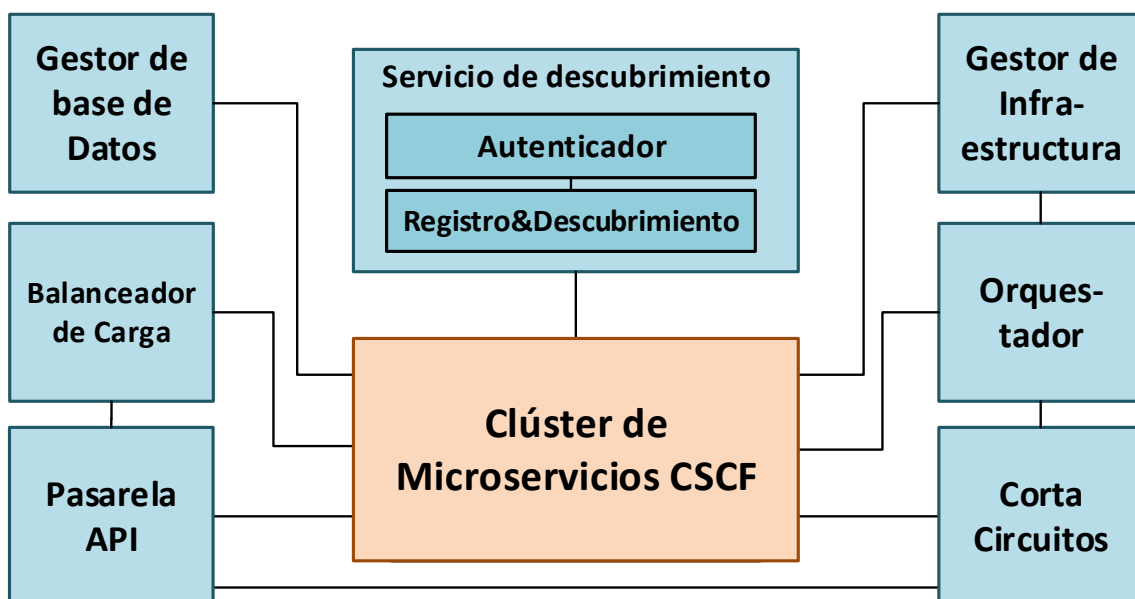 Gestor de
base de
Datos
Servicio de descubrimiento
Autenticador
Registro&Descubrimiento
Gestor de
Infra-
estructura
Balanceador
de Carga
Orques-
tador
Clúster de
Microservicios CSCF
Pasarela
API
Corta
Circuitos